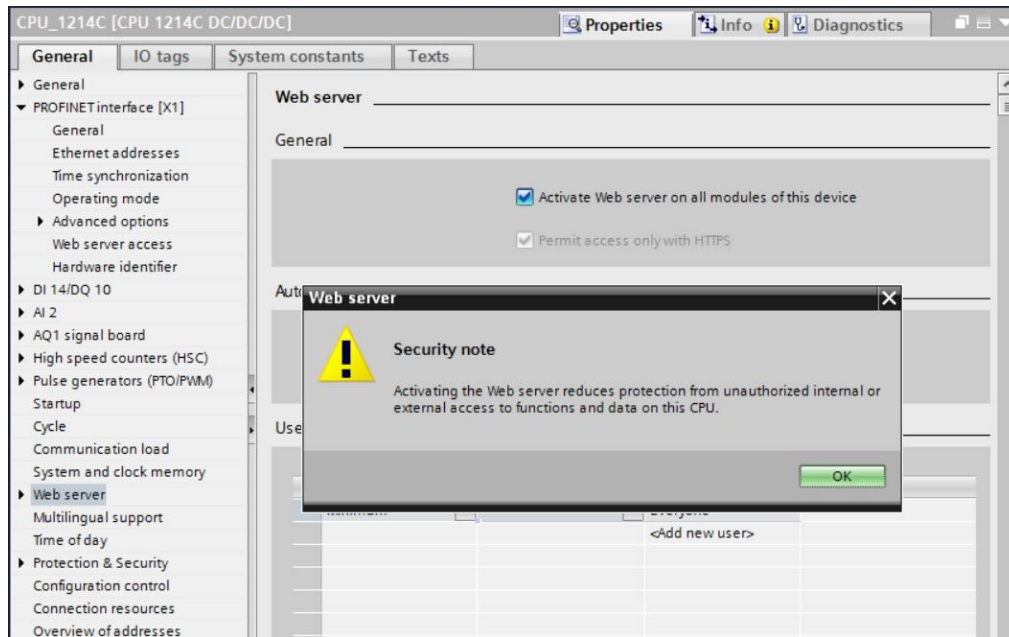 CPU_1214C [CPU 1214C DC/DC/DC]
Properties
Info
Diagnostics
General
IO tags
System constants
Texts
General
PROFINET interface [X1]
General
Ethernet addresses
Time synchronization
Operating mode
Advanced options
Web server access
Hardware identifier
DI 14/DQ 10
AI 2
AQ1 signal board
High speed counters (HSC)
Pulse generators (PTO/PWM)
Startup
Cycle
Communication load
System and clock memory
Web server
Multilingual support
Time of day
Protection & Security
Configuration control
Connection resources
Overview of addresses
Web server
General
Activate Web server on all modules of this device
Permit access only with HTTPS
Web server
Security note
Activating the Web server reduces protection from unauthorized internal or
external access to functions and data on this CPU.
OK
<Add new user>